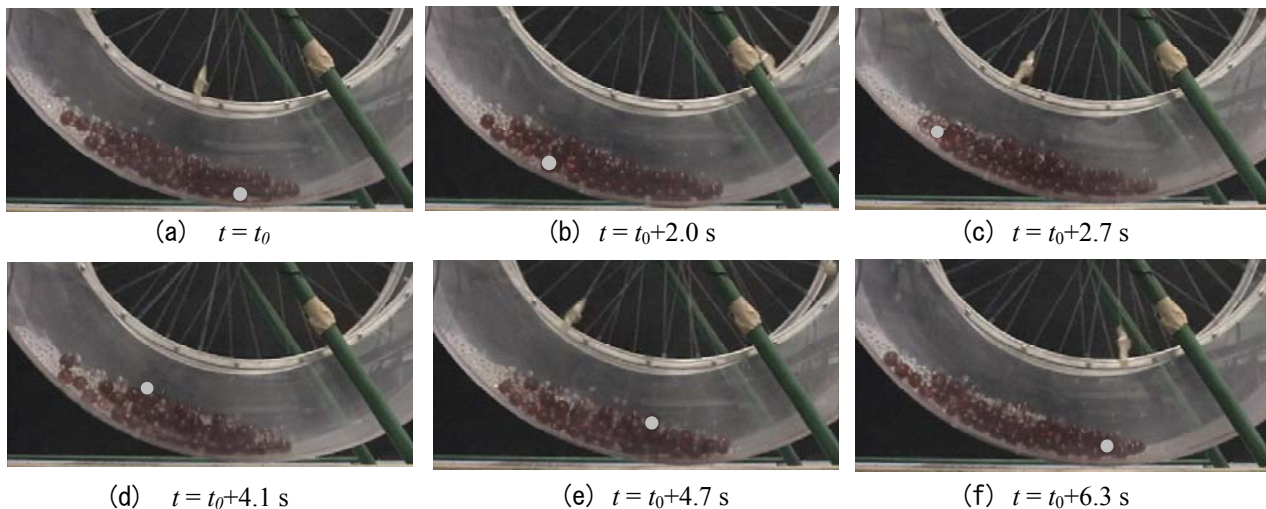 (a) t = t0
(b) t = t0+2.0 s
(c) t = t0+2.7 s
(d) t = t0+4.1 s
(e) t = t0+4.7 s
(f) t = t0+6.3 s